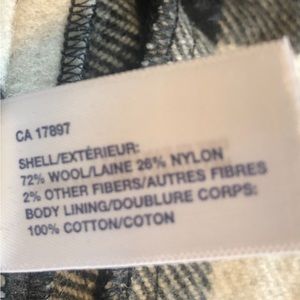 CA 17897
SHELL/EXTÉRIEUR:
72% WOOL/LAINE 26% NYLON
2% OTHER FIBERS/AUTRES FIBRES
BODY LINING/DOUBLURE CORPS:
100% COTTON/COTON